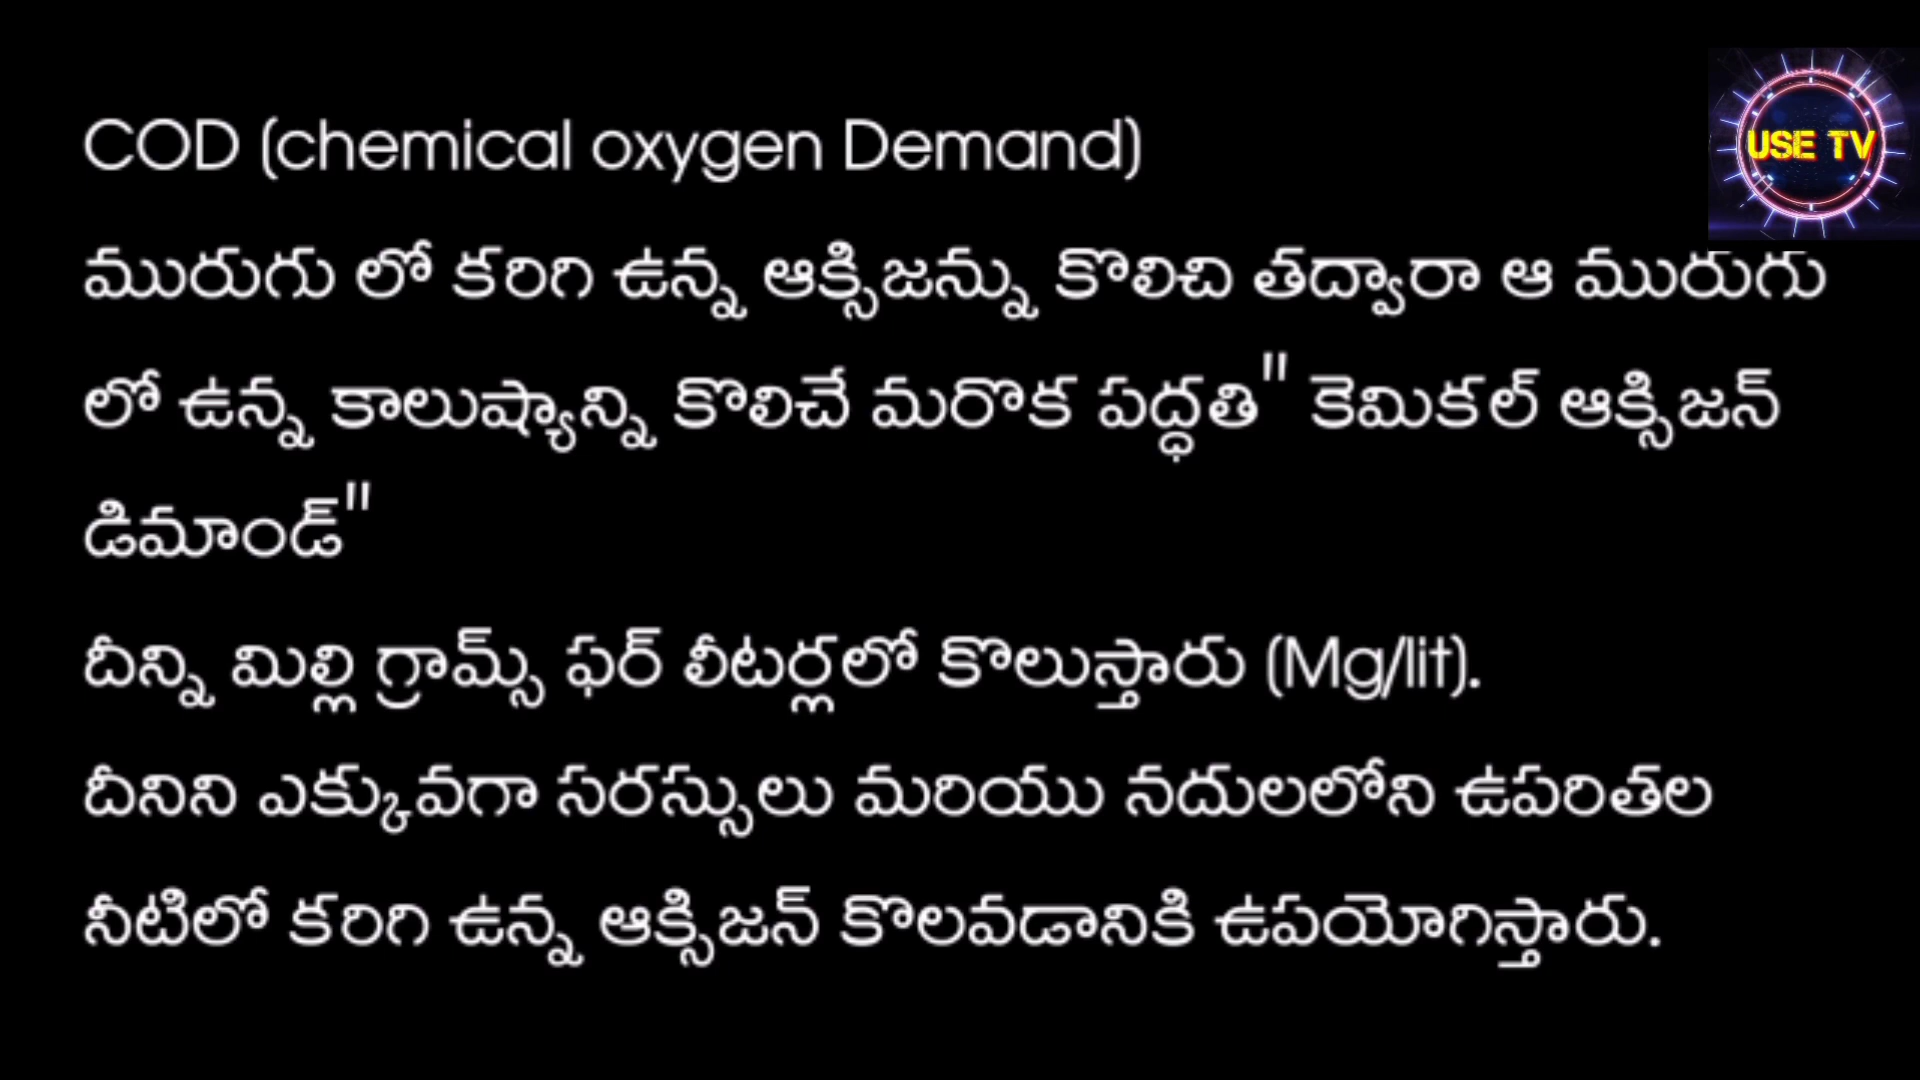 COD (chemical oxygen Demand)
USE TV
మురుగు లో కరిగి ఉన్న ఆక్సిజన్ను కొలిచి తద్వారా ఆ మురుగు
లో ఉన్న కాలుష్యాన్ని కొలిచే మరొక పద్ధతి" కెమికల్ ఆక్సిజన్
డిమాండ్"
దీన్ని మిల్లి గ్రామ్స్ ఫర్ లీటర్లలో కొలుస్తారు (Mg/lit).
దీనిని ఎక్కువగా సరస్సులు మరియు నదులలోని ఉపరితల
నీటిలో కరిగి ఉన్న ఆక్సిజన్ కొలవడానికి ఉపయోగిస్తారు.